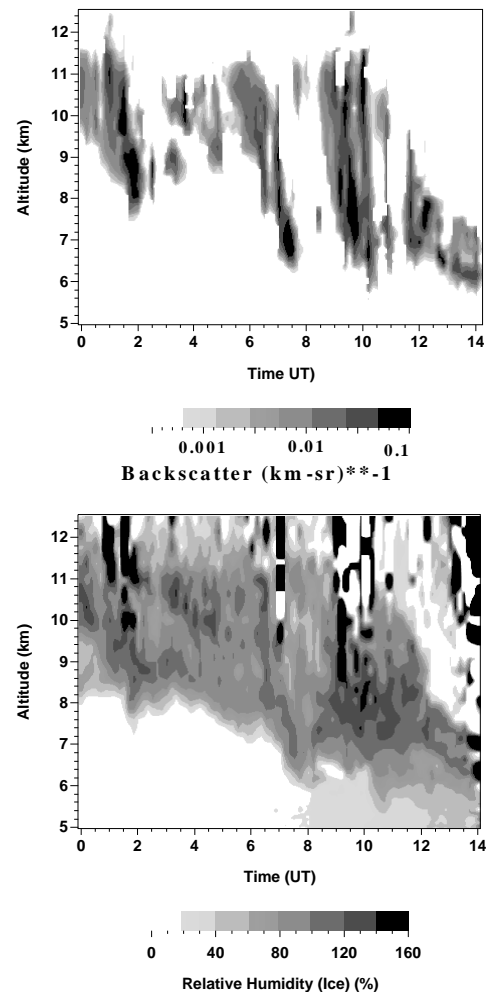 12
11
10
9
8
7
6
5
Altitude (km)
0 2 4 6 8 10 12 14
Time UT)
0.001 0.01 0.1
Backscatter (km-sr)**-1
12
11
10
9
8
7
6
5
Altitude (km)
0 2 4 6 8 10 12 14
Time (UT)
0 40 80 120 160
Relative Humidity (Ice) (%)